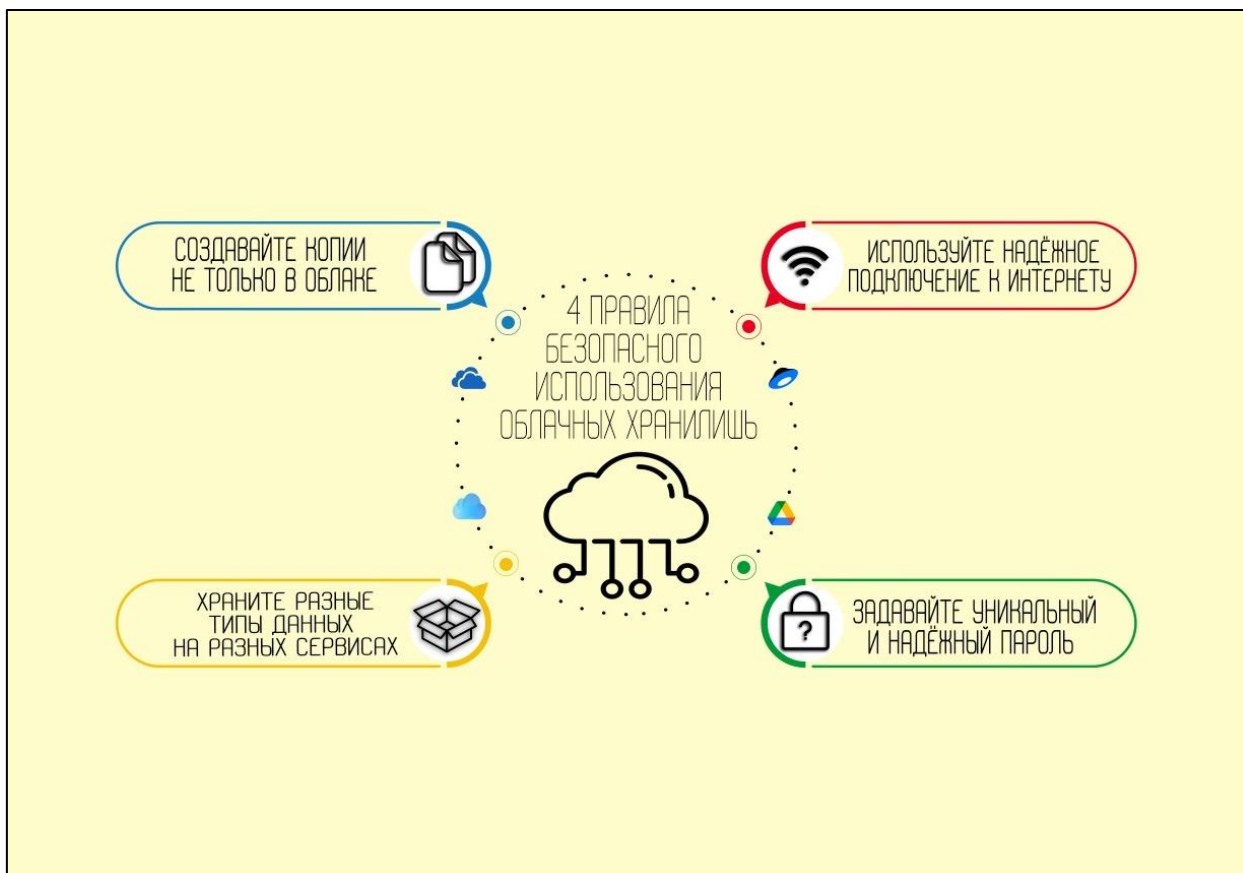 4 ПРАВИЛА
БЕЗОПАСНОГО
ИСПОЛЬЗОВАНИЯ
ОБЛАЧНЫХ ХРАНИЛИШЬ
СОЗДАВАЙТЕ КОПИИ
НЕ ТОЛЬКО В ОБЛАКЕ
ИСПОЛЬЗУЙТЕ НАДЁЖНОЕ
ПОДКЛЮЧЕНИЕ К ИНТЕРНЕТУ
ХРАНИТЕ РАЗНЫЕ
ТИПЫ ДАННЫХ
НА РАЗНЫХ СЕРВИСАХ
?
ЗАДАВАЙТЕ УНИКАЛЬНЫЙ
И НАДЁЖНЫЙ ПАРОЛЬ